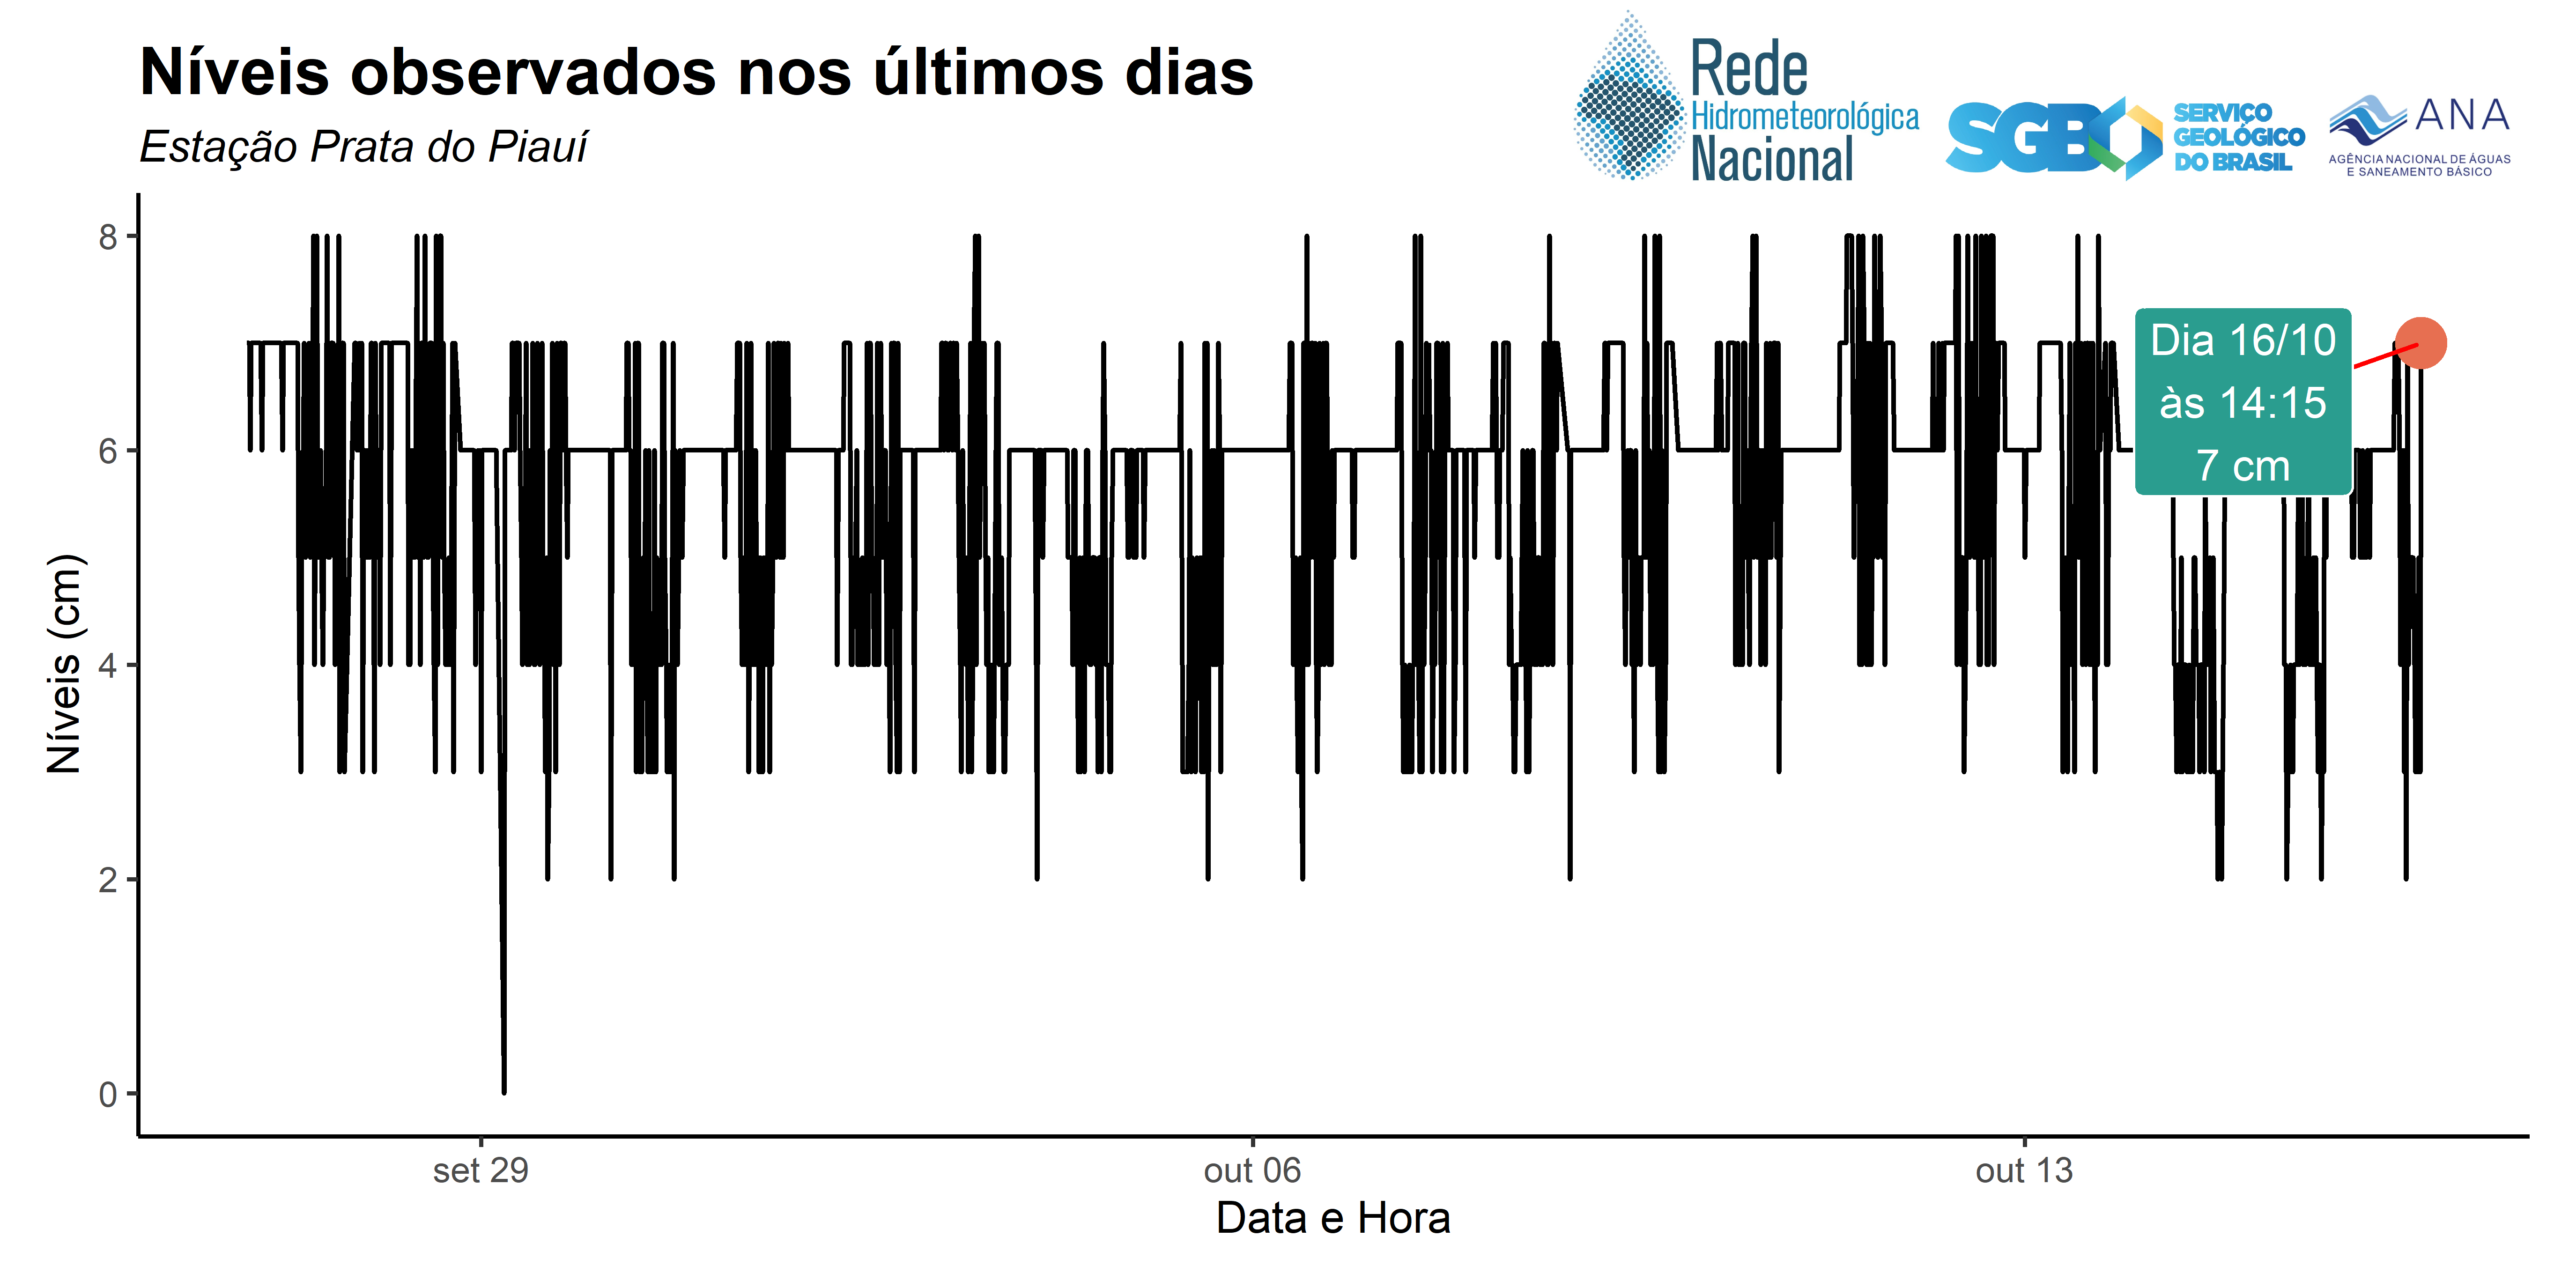 Níveis observados nos últimos dias
Estação Prata do Piauí
Rede
Hidrometeorológica
Nacional
SGB
SERVIÇO
GEOLÓGICO
DO BRASIL
ANA
AGÊNCIA NACIONAL DE ÁGUAS
E SANEAMENTO BÁSICO
Níveis (cm)
8
6
4
2
0
Dia 16/10
às 14:15
7 cm
set 29
out 06
out 13
Data e Hora